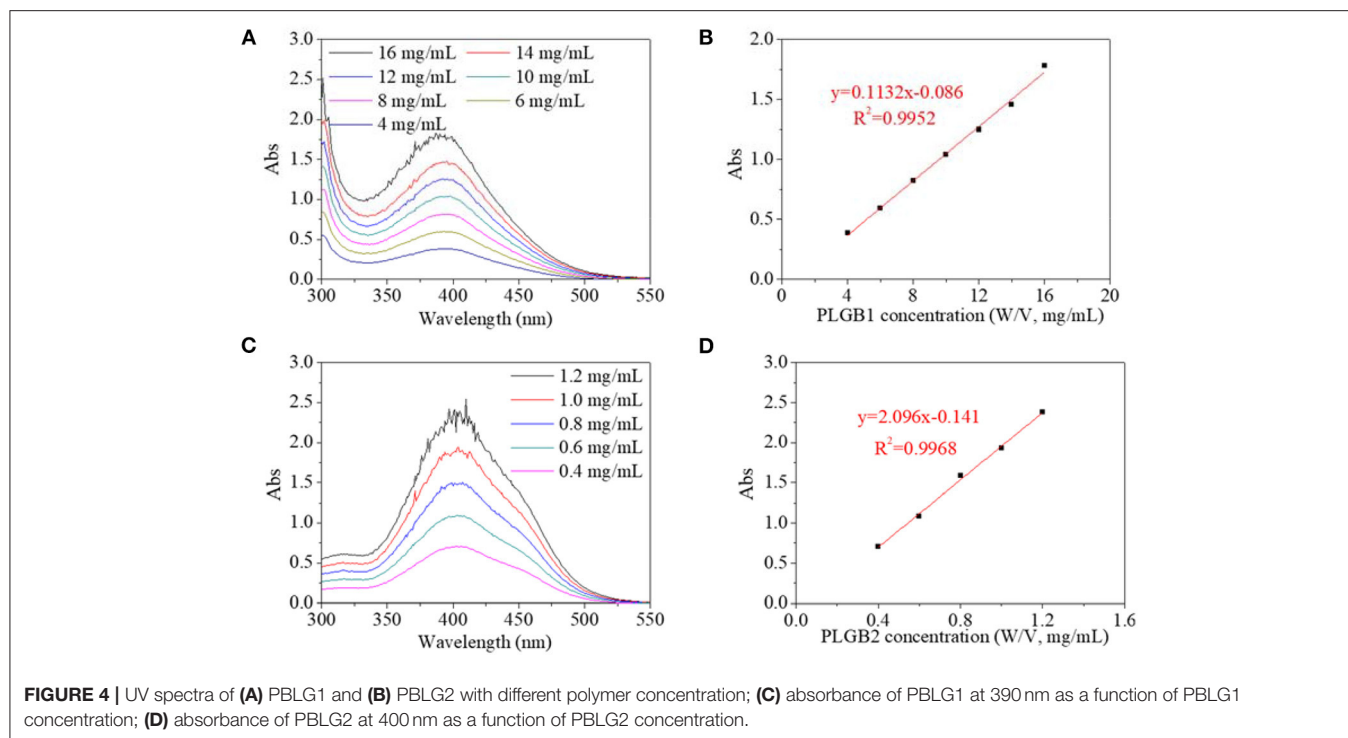 A
3.0
2.5
2.0
1.5
1.0
0.5
0.0
Abs
16 mg/mL 14 mg/mL
12 mg/mL 10 mg/mL
8 mg/mL 6 mg/mL
4 mg/mL
300 350 400 450 500 550
Wavelength (nm)
B
2.0
1.5
1.0
0.5
0.0
Abs
y=0.1132x-0.086
R²=0.9952
0 4 8 12 16 20
PLGB1 concentration (W/V, mg/mL)
C
3.0
2.5
2.0
1.5
1.0
0.5
0.0
Abs
1.2 mg/mL
1.0 mg/mL
0.8 mg/mL
0.6 mg/mL
0.4 mg/mL
300 350 400 450 500 550
Wavelength (nm)
D
3.0
2.5
2.0
1.5
1.0
0.5
0.0
Abs
y=2.096x-0.141
R²=0.9968
0.0 0.4 0.8 1.2 1.6
PLGB2 concentration (W/V, mg/mL)
FIGURE 4 | UV spectra of (A) PBLG1 and (B) PBLG2 with different polymer concentration; (C) absorbance of PBLG1 at 390 nm as a function of PBLG1
concentration; (D) absorbance of PBLG2 at 400 nm as a function of PBLG2 concentration.